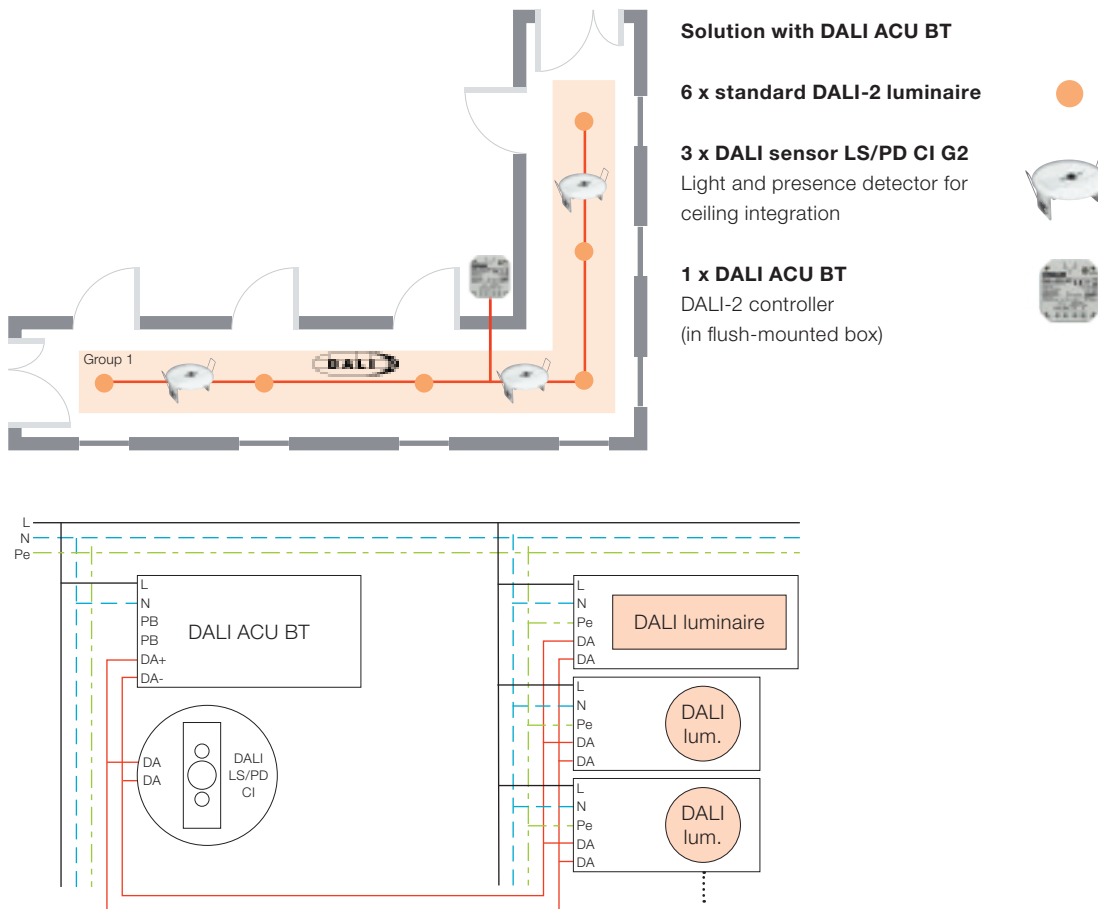 Solution with DALI ACU BT
6 x standard DALI-2 luminaire
3 x DALI sensor LS/PD CI G2
Light and presence detector for
ceiling integration
1 x DALI ACU BT
DALI-2 controller
(in flush-mounted box)
Group 1
DALI
L
N
Pe
L
N
PB
PB
DA+
DA-
DALI ACU BT
DA
DA
DALI
LS/PD
CI
L
N
Pe
DA
DA
DALI luminaire
L
N
Pe
DA
DA
DALI
lum.
L
N
Pe
DA
DA
DALI
lum.